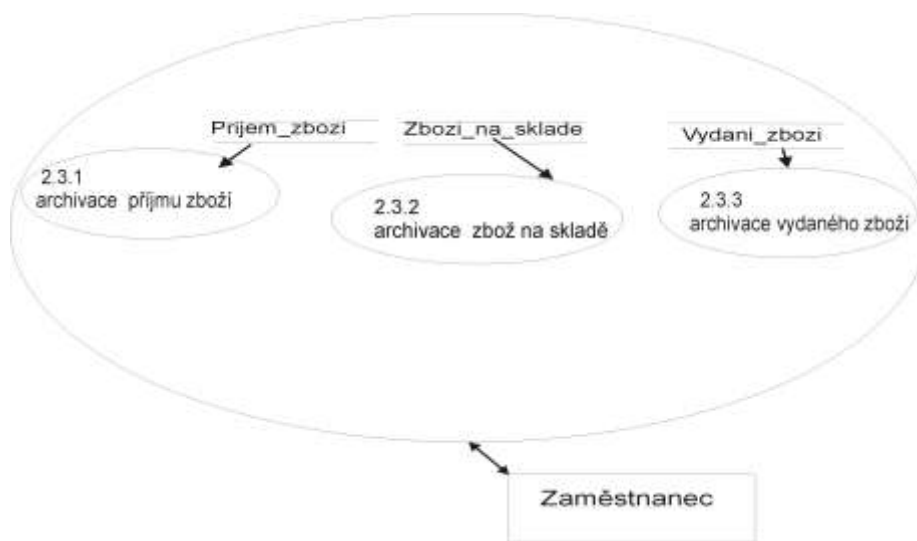 Prijem_zbozi
Zbozi_na_sklade
Vydani_zbozi
2.3.1
archivace příjmu zboží
2.3.2
archivace zbož na skladě
2.3.3
archivace vydaného zboží
Zaměstnanec